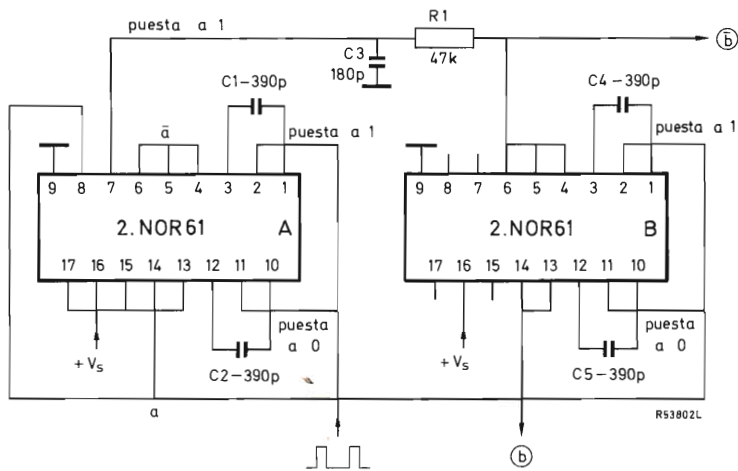 puesta a 1
R1
47k
b̄
C3
180p
C1-390p
puesta a 1
ā
C4-390p
puesta a 1
9 8 7 6 5 4 3 2 1
2.NOR61 A
17 16 15 14 13 12 11 10
9 8 7 6 5 4 3 2 1
2.NOR61 B
17 16 15 14 13 12 11 10
puesta
a 0
+Vs
C2-390p
puesta
a 0
+Vs
C5-390p
a
R53802L
b